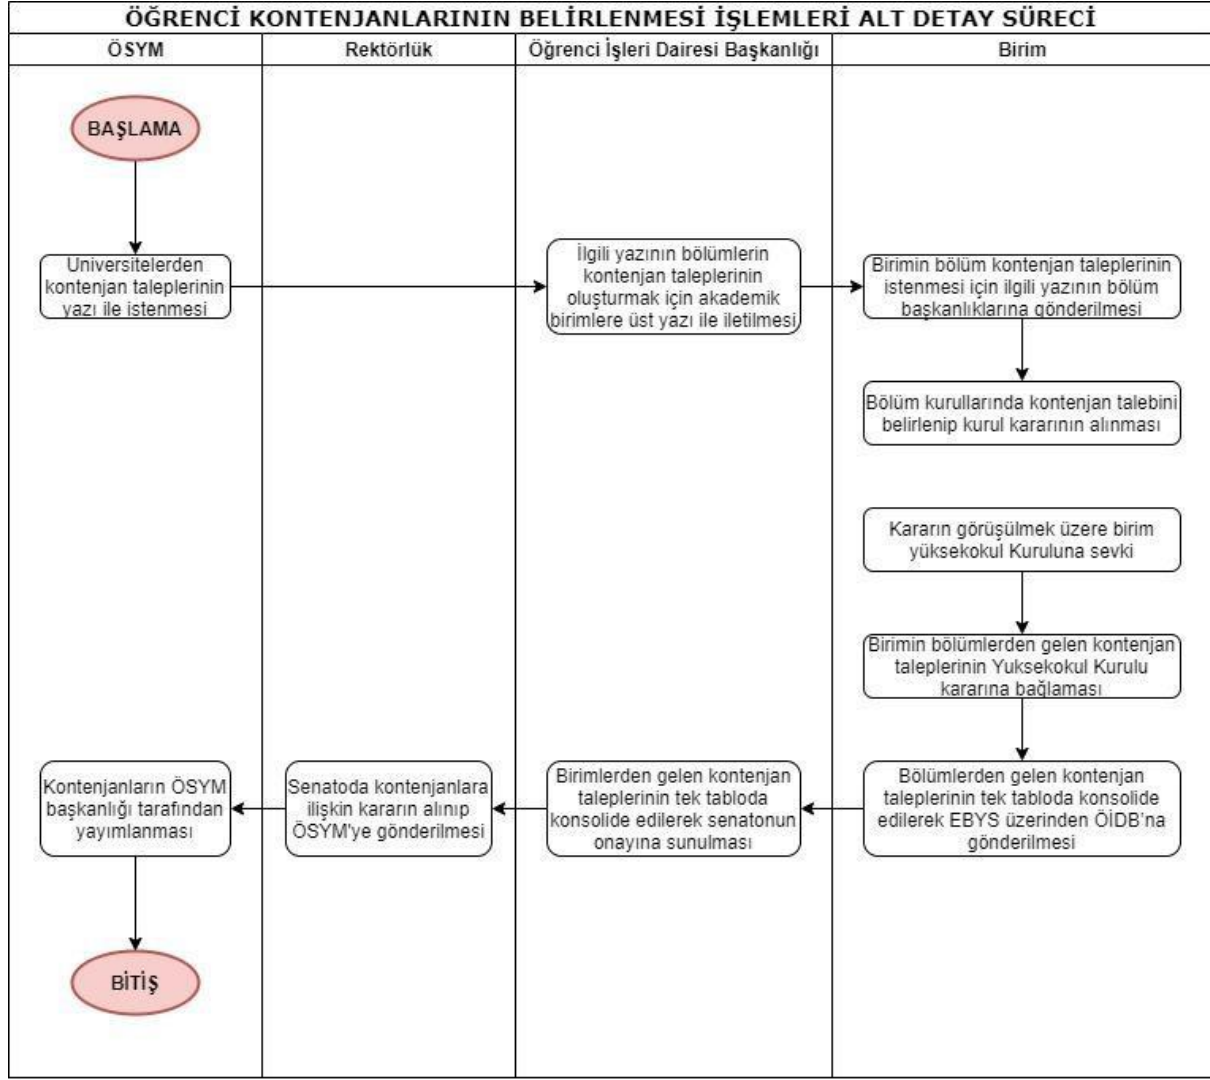 ÖĞRENCİ KONTENJANLARININ BELİRLENMESİ İŞLEMLERİ ALT DETAY SÜRECİ
ÖSYM
Rektörlük
Öğrenci İşleri Dairesi Başkanlığı
Birim
BAŞLAMA
Universitelerden
kontenjan taleplerinin
yazı ile istenmesi
İlgili yazının bölümlerin
kontenjan taleplerinin
oluşturmak için akademik
birimlere üst yazı ile iletilmesi
Birimin bölüm kontenjan taleplerinin
istenmesi için ilgili yazının bölüm
başkanlıklarına gönderilmesi
Bölüm kurullarında kontenjan talebini
belirlenip kurul kararının alınması
Kararın görüşülmek üzere birim
yüksekokul Kuruluna sevki
Birimin bölümlerden gelen kontenjan
taleplerinin Yuksekokul Kurulu
kararına bağlaması
Bölümlerden gelen kontenjan
taleplerinin tek tabloda konsolide
edilerek EBYS üzerinden ÖİDB'na
gönderilmesi
Birimlerden gelen kontenjan
taleplerinin tek tabloda
konsolide edilerek senatonun
onayına sunulması
Senatoda kontenjanlara
ilişkin kararın alınıp
ÖSYM'ye gönderilmesi
Kontenjanların ÖSYM
başkanlığı tarafından
yayımlanması
BİTİŞ